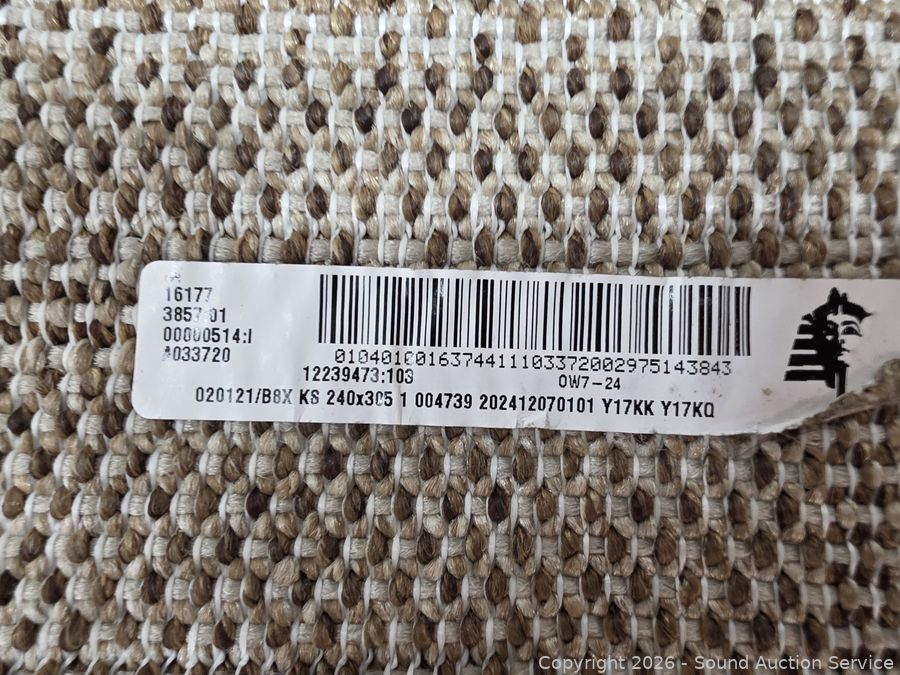 16177
3857 01
00000514:I
A033720
0104010016374411103372002975143843
12239473:103
OW7-24
020121/B8X KS 240x305 1 004739 202412070101 Y17KK Y17KQ
Copyright 2026 - Sound Auction Service